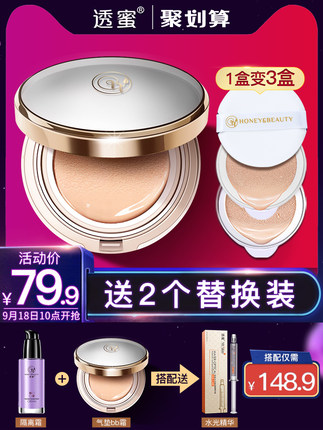 透蜜® | 聚划算
1盒变3盒
HONEY&BEAUTY
活动价
¥79.9
9月18日10点开抢
送2个替换装
搭配送
搭配仅需
¥148.9
隔离霜
气垫bb霜
水光精华